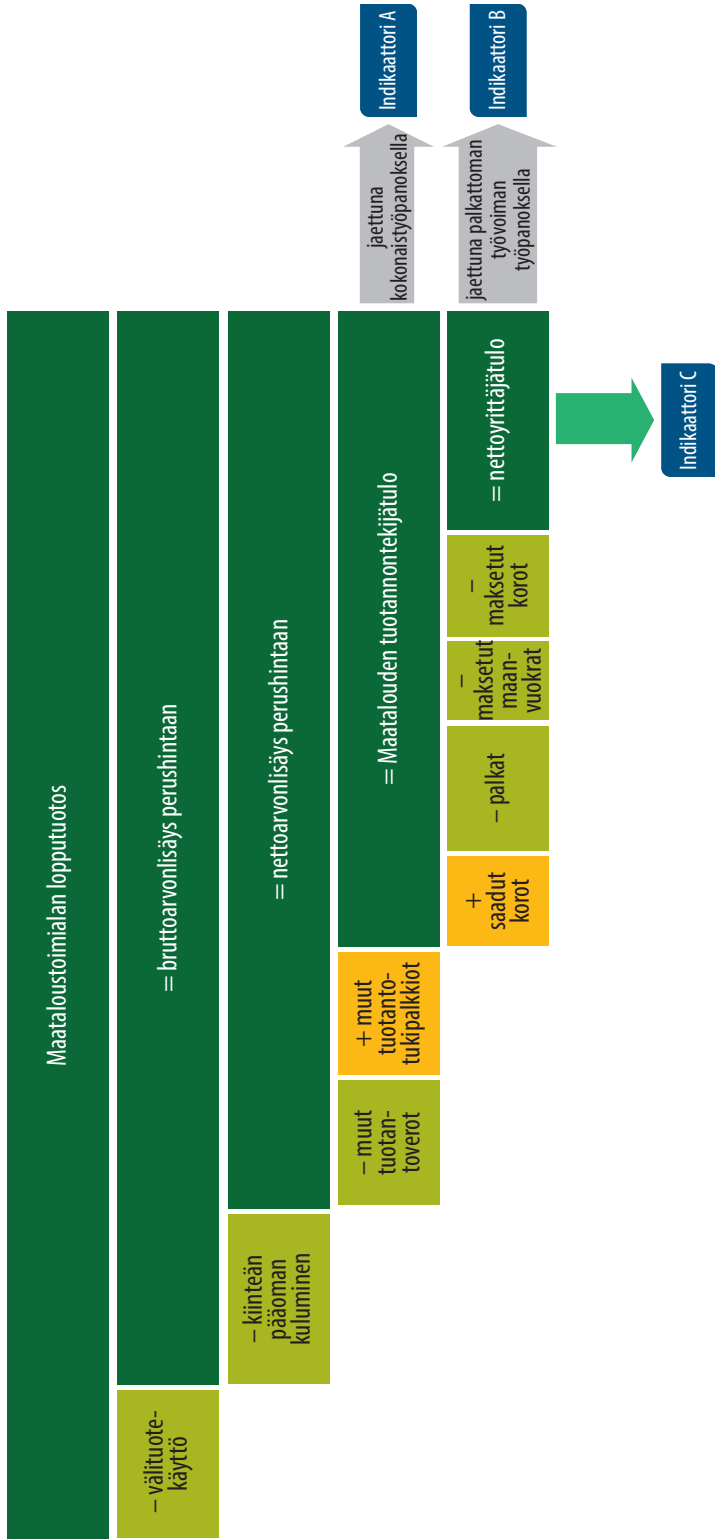 Maataloustoimialan lopputuotos
– välituote-
käyttö
= bruttoarvonlisäys perushintaan
– kiinteän
pääoman
kuluminen
= nettoarvonlisäys perushintaan
– muut
tuotan-
toverot
+ muut
tuotanto-
tukipalkkiot
= Maatalouden tuotannontekijätulo
jaettuna
kokonaistyöpanoksella
Indikaattori A
+
saadut
korot
– palkat
–
maksetut
maan-
vuokrat
–
maksetut
korot
= nettoyrittäjätulo
jaettuna palkattoman
työvoiman
työpanoksella
Indikaattori B
Indikaattori C